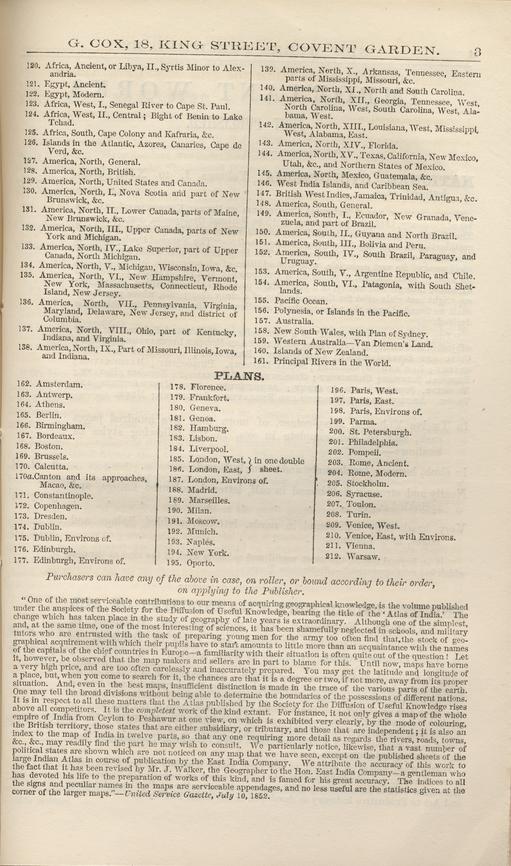 G. COX, 18, KING STREET, COVENT GARDEN. 3
120. Africa, Ancient, or Libya, II., Syrtis Minor to Alex-
andria.
121. Egypt, Ancient.
122. Egypt, Modern.
123. Africa, West, I., Senegal River to Cape St. Paul.
124. Africa, West, II., Central; Bight of Benin to Lake
Tchad.
125. Africa, South, Cape Colony and Kafraria, &c.
126. Islands in the Atlantic, Azores, Canaries, Cape de
Verd, &c.
127. America, North, General.
128. America, North, British.
129. America, North, United States and Canada.
130. America, North, I., Nova Scotia and part of New
Brunswick, &c.
131. America, North, II., Lower Canada, parts of Maine,
New Brunswick, &c.
132. America, North, III., Upper Canada, parts of New
York and Michigan.
133. America, North, IV., Lake Superior, part of Upper
Canada, North Michigan.
134. America, North, V., Michigan, Wisconsin, Iowa, &c.
135. America, North, VI., New Hampshire, Vermont,
New York, Massachusetts, Connecticut, Rhode
Island, New Jersey.
136. America, North, VII., Pennsylvania, Virginia,
Maryland, Delaware, New Jersey, and district of
Columbia.
137. America, North, VIII., Ohio, part of Kentucky,
Indiana, and Virginia.
138. America, North, IX., Part of Missouri, Illinois, Iowa,
and Indiana.
139. America, North, X., Arkansas, Tennessee, Eastern
parts of Mississippi, Missouri, &c.
140. America, North, XI., North and South Carolina.
141. America, North, XII., Georgia, Tennessee, West,
North Carolina, West, South Carolina, West, Ala-
bama, West.
142. America, North, XIII., Louisiana, West, Mississippi,
West, Alabama, East.
143. America, North, XIV., Florida.
144. America, North, XV., Texas, California, New Mexico,
Utah, &c., and Northern States of Mexico.
145. America, North, Mexico, Guatemala, &c.
146. West India Islands, and Caribbean Sea.
147. British West Indies, Jamaica, Trinidad, Antigua, &c.
148. America, South, General.
149. America, South, I., Ecuador, New Granada, Vene-
zuela, and part of Brazil.
150. America, South, II., Guyana and North Brazil.
151. America, South, III., Bolivia and Peru.
152. America, South, IV., South Brazil, Paraguay, and
Uruguay.
153. America, South, V., Argentine Republic, and Chile.
154. America, South, VI., Patagonia, with South Shet-
lands.
155. Pacific Ocean.
156. Polynesia, or Islands in the Pacific.
157. Australia.
158. New South Wales, with Plan of Sydney.
159. Western Australia—Van Diemen's Land.
160. Islands of New Zealand.
161. Principal Rivers in the World.
PLANS.
162. Amsterdam.
163. Antwerp.
164. Athens.
165. Berlin.
166. Birmingham.
167. Bordeaux.
168. Boston.
169. Brussels.
170. Calcutta.
170a. Canton and its approaches,
Macao, &c.
171. Constantinople.
172. Copenhagen.
173. Dresden.
174. Dublin.
175. Dublin, Environs of.
176. Edinburgh.
177. Edinburgh, Environs of.
178. Florence.
179. Frankfort.
180. Geneva.
181. Genoa.
182. Hamburg.
183. Lisbon.
184. Liverpool.
185. London, West, } in one double
186. London, East, } sheet.
187. London, Environs of.
188. Madrid.
189. Marseilles.
190. Milan.
191. Moscow.
192. Munich.
193. Naples.
194. New York.
195. Oporto.
196. Paris, West.
197. Paris, East.
198. Paris, Environs of.
199. Parma.
200. St. Petersburgh.
201. Philadelphia.
202. Pompeii.
203. Rome, Ancient.
204. Rome, Modern.
205. Stockholm.
206. Syracuse.
207. Toulon.
208. Turin.
209. Venice, West.
210. Venice, East, with Environs.
211. Vienna.
212. Warsaw.
Purchasers can have any of the above in case, on roller, or bound according to their order,
on applying to the Publisher.
"One of the most serviceable contributions to our means of acquiring geographical knowledge, is the volume published
under the auspices of the Society for the Diffusion of Useful Knowledge, bearing the title of the 'Atlas of India.' The
change which has taken place in the study of geography of late years is extraordinary. Although one of the simplest,
and, at the same time, one of the most interesting of sciences, it has been shamefully neglected in schools, and military
tutors who are entrusted with the task of preparing young men for the army too often find that, the stock of geo-
graphical acquirement with which their pupils have to start amounts to little more than an acquaintance with the names
of the capitals of the chief countries in Europe—a familiarity with their situation is often quite out of the question! Let
it, however, be observed that the map makers and sellers are in part to blame for this. Until now, maps have borne
a very high price, and are too often carelessly and inaccurately prepared. You may get the latitude and longitude of
a place, but, when you come to search for it, the chances are that it is a degree or two, if not more, away from its proper
situation. And, even in the best maps, insufficient distinction is made in the trace of the various parts of the earth.
One may tell the broad divisions without being able to determine the boundaries of the possessions of different nations.
It is in respect to all these matters that the Atlas published by the Society for the Diffusion of Useful Knowledge rises
above all competitors. It is the completest work of the kind extant. For instance, it not only gives a map of the whole
empire of India from Ceylon to Peshawur at one view, on which is exhibited very clearly, by the mode of colouring,
the British territory, those states that are either subsidiary, or tributary, and those that are independent; it is also an
index to the map of India in twelve parts, so that any one requiring more detail as regards the rivers, roads, towns,
&c., &c., may readily find the part he may wish to consult. We particularly notice, likewise, that a vast number of
political states are shown which are not noticed on any map that we have seen, except on the published sheets of the
large Indian Atlas in course of publication by the East India Company. We attribute the accuracy of this work to
the fact that it has been revised by Mr. J. Walker, the Geographer to the Hon. East India Company—a gentleman who
has devoted his life to the preparation of works of this kind, and is famed for his great accuracy. The indices to all
the signs and peculiar names in the maps are serviceable appendages, and no less useful are the statistics given at the
corner of the larger maps."—United Service Gazette, July 10, 1852.